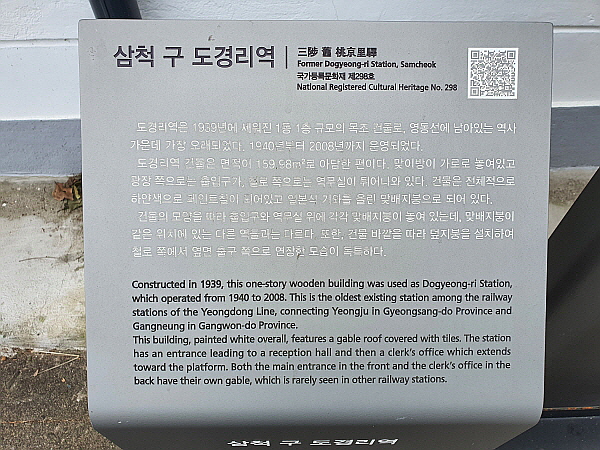 삼척 구 도경리역
三陟 舊 桃京里驛
Former Dogyeong-ri Station, Samcheok
국가등록문화재 제298호
National Registered Cultural Heritage No. 298
도경리역은 1939년에 세워진 1동 1층 규모의 목조 건물로, 영동선에 남아있는 역사
가운데 가장 오래되었다. 1940년부터 2008년까지 운영되었다.
도경리역 건물은 면적이 159.98m²로 아담한 편이다. 맞이방이 가로로 놓여있고
광장 쪽으로는 출입구가, 철로 쪽으로는 역무실이 튀어나와 있다. 건물은 전체적으로
하얀색으로 페인트칠이 되어있고 일본식 기와를 올린 맞배지붕으로 되어 있다.
건물의 모양을 따라 출입구와 역무실 위에 각각 맞배지붕이 놓여 있는데, 맞배지붕이
같은 위치에 있는 다른 역들과는 다르다. 또한, 건물 바깥을 따라 덧지붕을 설치하여
철로 쪽에서 옆면 출구 쪽으로 연장한 모습이 독특하다.
Constructed in 1939, this one-story wooden building was used as Dogyeong-ri Station,
which operated from 1940 to 2008. This is the oldest existing station among the railway
stations of the Yeongdong Line, connecting Yeongju in Gyeongsang-do Province and
Gangneung in Gangwon-do Province.
This building, painted white overall, features a gable roof covered with tiles. The station
has an entrance leading to a reception hall and then a clerk's office which extends
toward the platform. Both the main entrance in the front and the clerk's office in the
back have their own gable, which is rarely seen in other railway stations.
삼척 구 도경리역